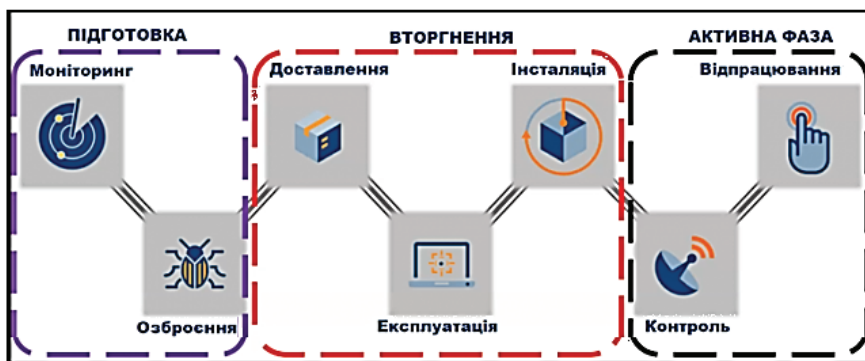 ПІДГОТОВКА
ВТОРГНЕННЯ
АКТИВНА ФАЗА
Моніторинг
Доставлення
Інсталяція
Відпрацювання
Озброєння
Експлуатація
Контроль